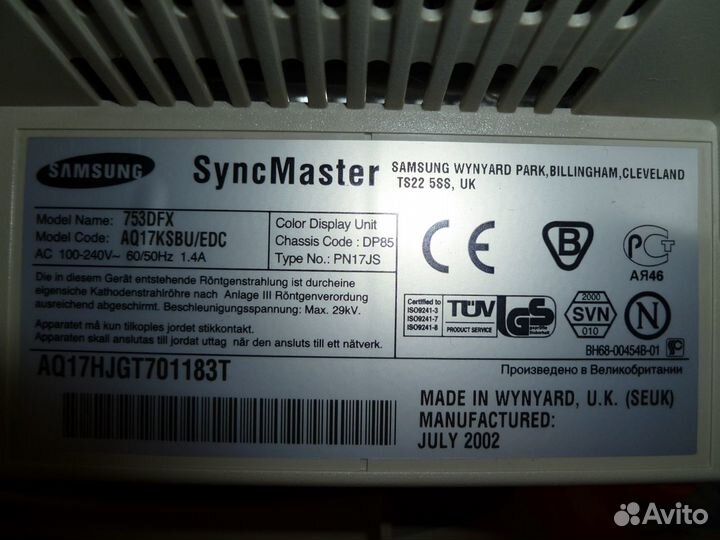 SAMSUNG
SyncMaster
SAMSUNG WYNYARD PARK,BILLINGHAM,CLEVELAND
TS22 5SS, UK
Model Name: 753DFX
Model Code: AQ17KSBU/EDC
AC 100-240V~ 60/50Hz 1.4A
Color Display Unit
Chassis Code : DP85
Type No.: PN17JS
Die in diesem Gerät entstehende Röntgenstrahlung ist durcheine
eigensiche Kathodenstrahlröhre nach Anlage III Röntgenverordung
ausreichend abgeschirmt. Beschleunigungsspannung: Max. 29kV.
Apparatet må kun tilkoples jordet stikkontakt.
Apparaten skall anslutas till jordat uttag när den ansluts till ett nätverk.
CE
B
РСТ
АЯ46
Certified to
ISO9241-3
ISO9241-7
ISO9241-8
TÜV
PRODUCT SERVICE
GS
2000
SVN
010
N
BH68-00454B-01
AQ17HJGT701183T
Произведено в Великобритании
MADE IN WYNYARD, U.K. (SEUK)
MANUFACTURED:
JULY 2002
Avito